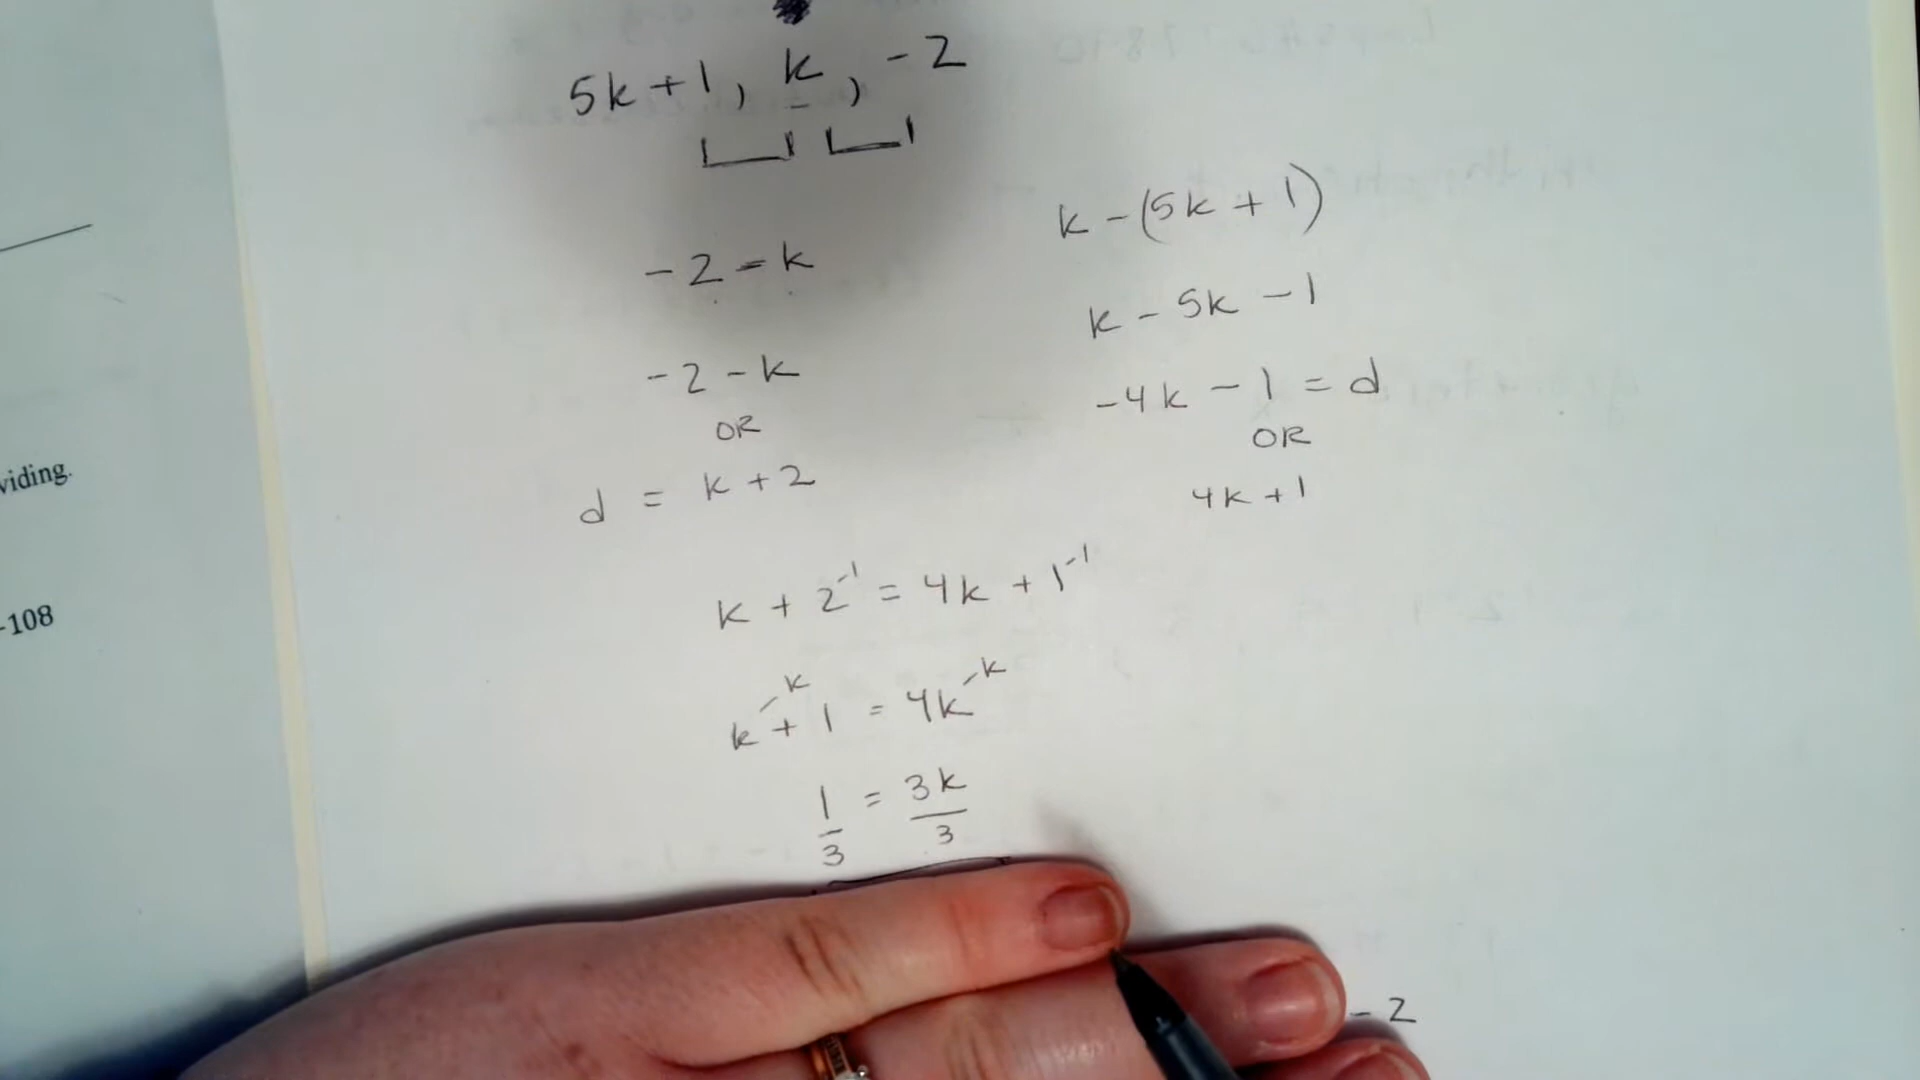 5k+1, k, -2
k-(5k+1)
-2=k
k-5k-1
-2-k
-4k-1=d
OR
OR
d = k+2
4k+1
k+2⁻¹=4k+1⁻¹
k⁻ᵏ+1=4k⁻ᵏ
1/3 = 3k/3
viding.
-108
-2